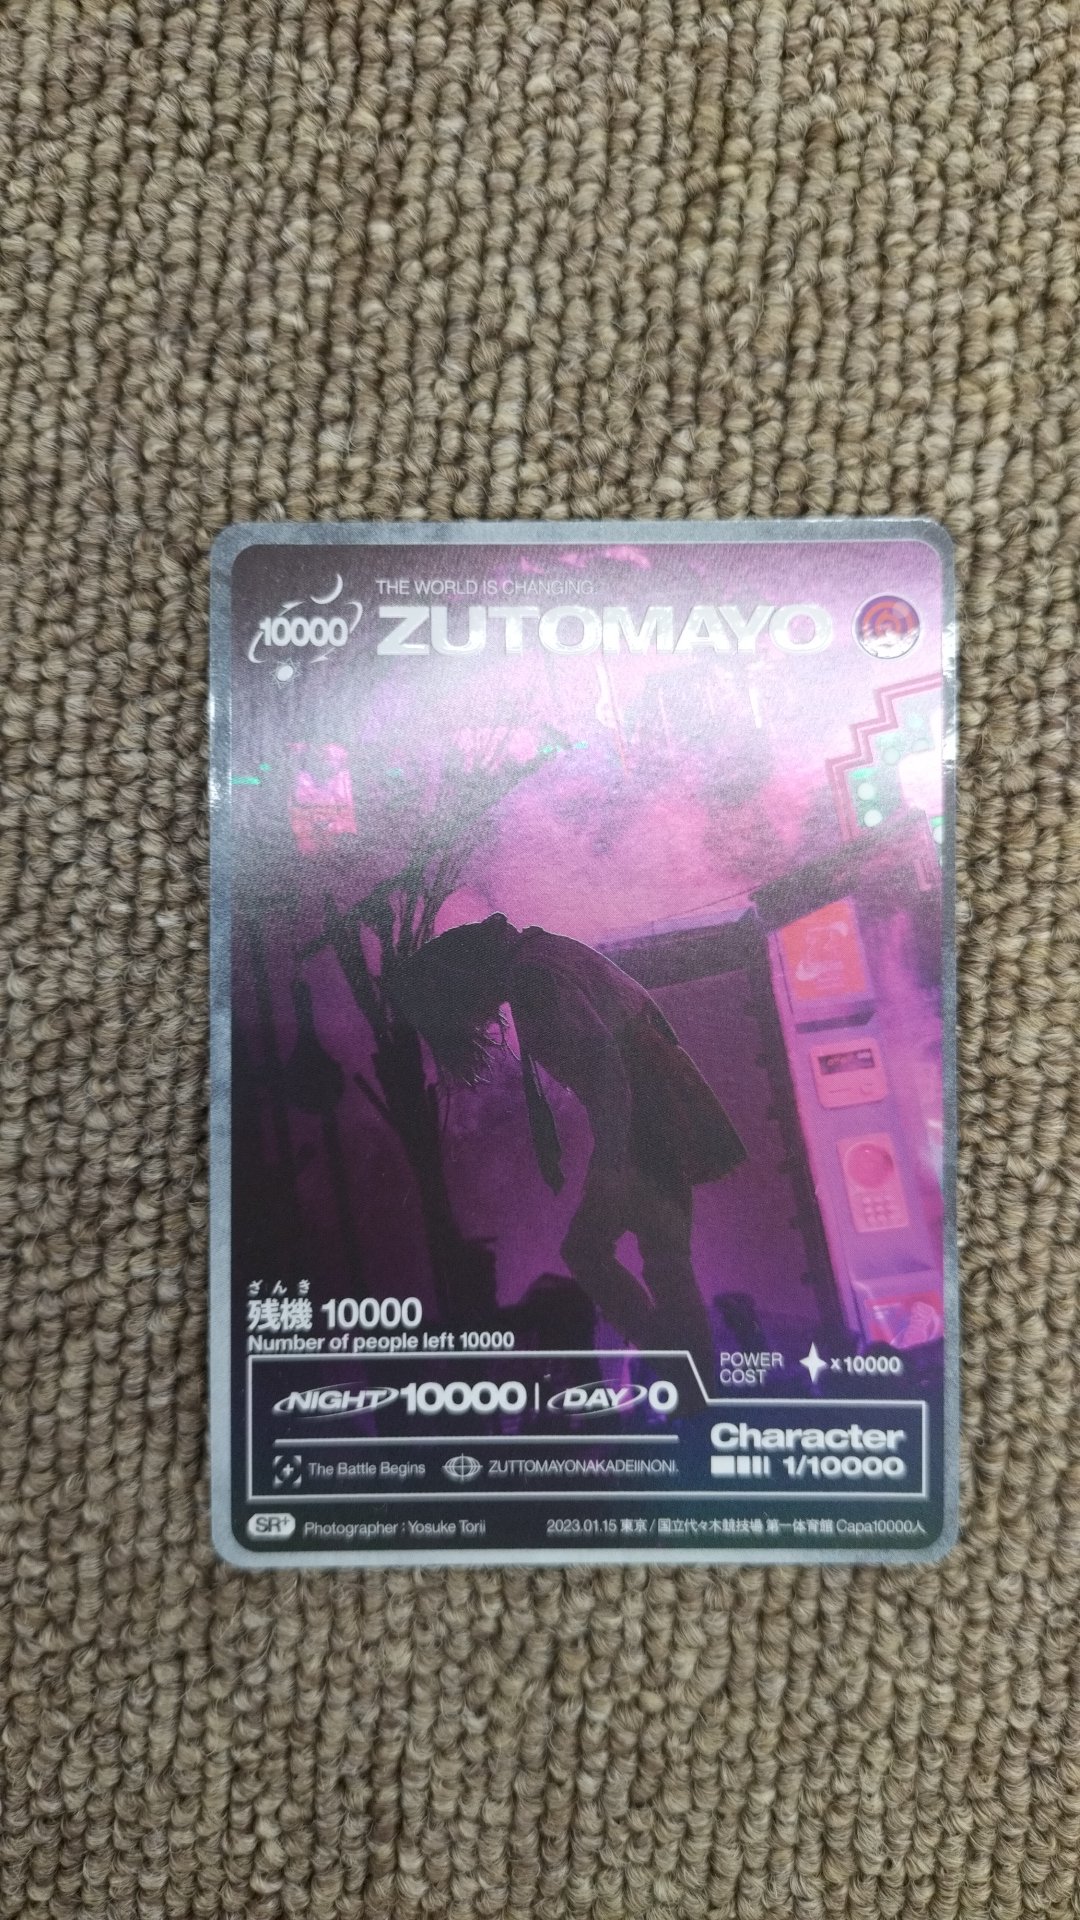 THE WORLD IS CHANGING.
10000 ZUTOMAYO
ざんき
残機 10000
Number of people left 10000
POWER COST x10000
NIGHT 10000 | DAY 0
Character
1/10000
The Battle Begins ZUTTOMAYONAKADEIINONI.
SR+ Photographer : Yosuke Torii 2023.01.15 東京 / 国立代々木競技場 第一体育館 Capa10000人